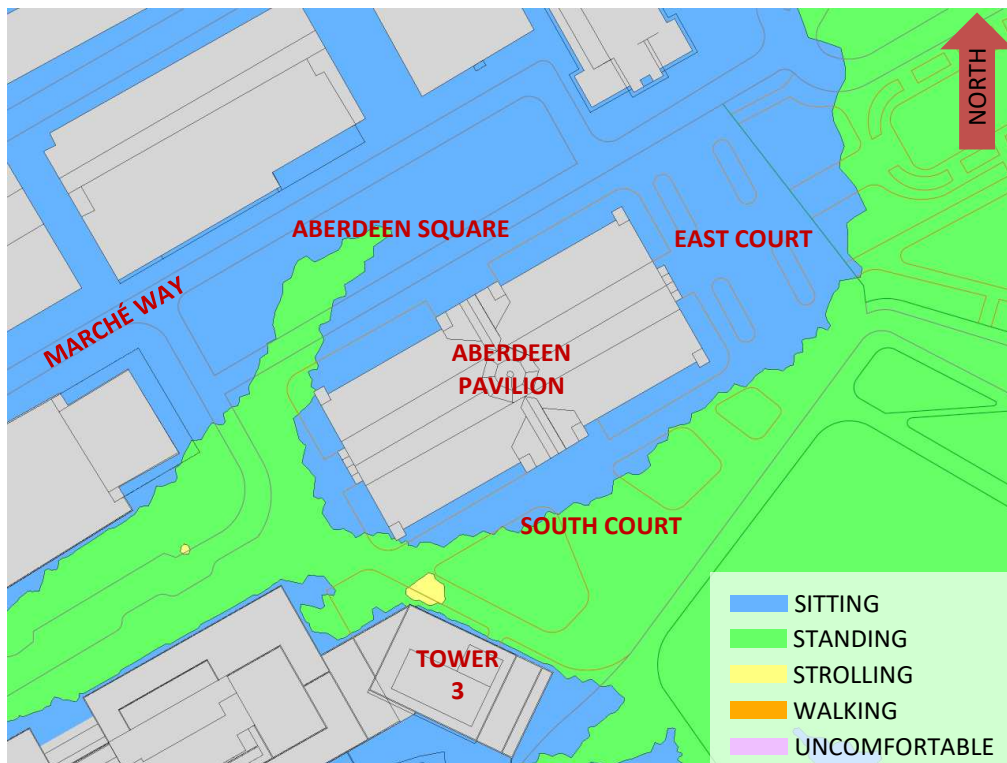 NORTH
ABERDEEN SQUARE
EAST COURT
MARCHÉ WAY
ABERDEEN
PAVILION
SOUTH COURT
TOWER
3
SITTING
STANDING
STROLLING
WALKING
UNCOMFORTABLE